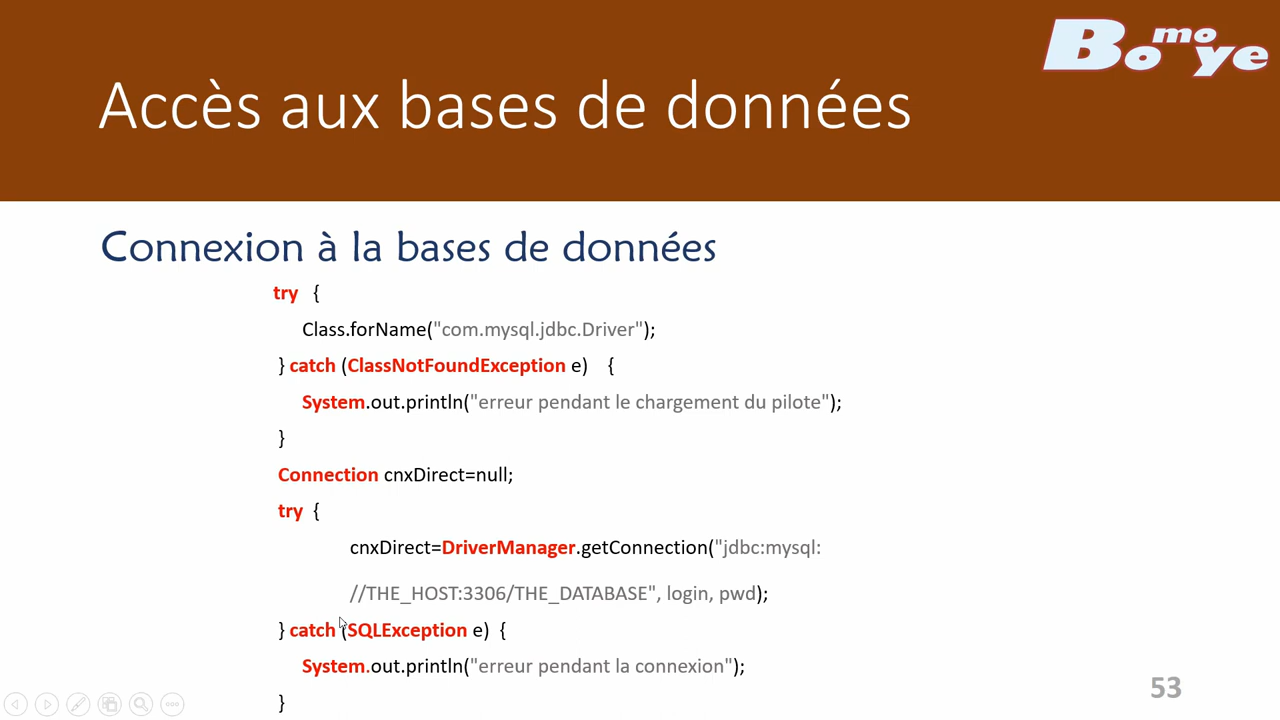 Bomoye
Accès aux bases de données
Connexion à la bases de données
try {
Class.forName("com.mysql.jdbc.Driver");
} catch (ClassNotFoundException e) {
System.out.println("erreur pendant le chargement du pilote");
}
Connection cnxDirect=null;
try {
cnxDirect=DriverManager.getConnection("jdbc:mysql:
//THE_HOST:3306/THE_DATABASE", login, pwd);
} catch (SQLException e) {
System.out.println("erreur pendant la connexion");
}
53